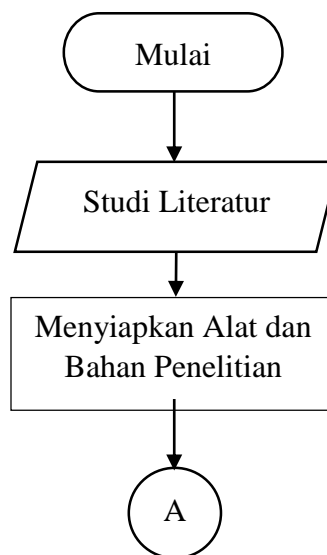 Mulai
Studi Literatur
Menyiapkan Alat dan
Bahan Penelitian
A